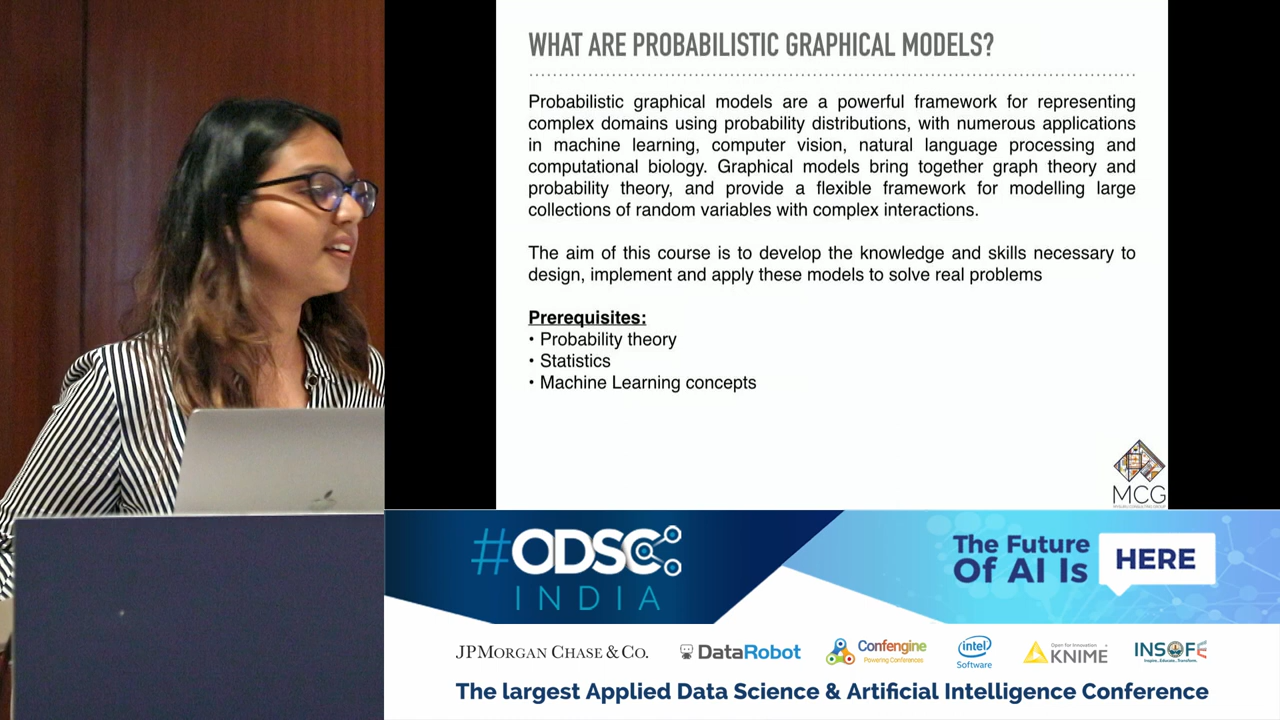 WHAT ARE PROBABILISTIC GRAPHICAL MODELS?
Probabilistic graphical models are a powerful framework for representing
complex domains using probability distributions, with numerous applications
in machine learning, computer vision, natural language processing and
computational biology. Graphical models bring together graph theory and
probability theory, and provide a flexible framework for modelling large
collections of random variables with complex interactions.
The aim of this course is to develop the knowledge and skills necessary to
design, implement and apply these models to solve real problems
Prerequisites:
• Probability theory
• Statistics
• Machine Learning concepts
MCG
#ODSC
INDIA
The Future
Of AI Is
HERE
JPMORGAN CHASE & CO.
DataRobot
Confengine
Powering Conferences
intel
Software
Open for Innovation
KNIME
INSOFE
Inspire...Educate...Transform.
The largest Applied Data Science & Artificial Intelligence Conference